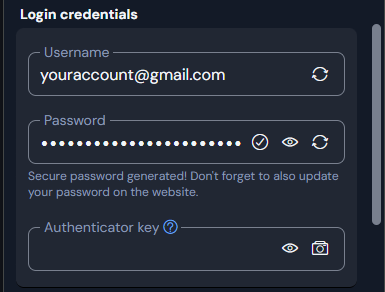 Login credentials
Username
youraccount@gmail.com
Password
••••••••••••••••••••
Secure password generated! Don't forget to also update
your password on the website.
Authenticator key